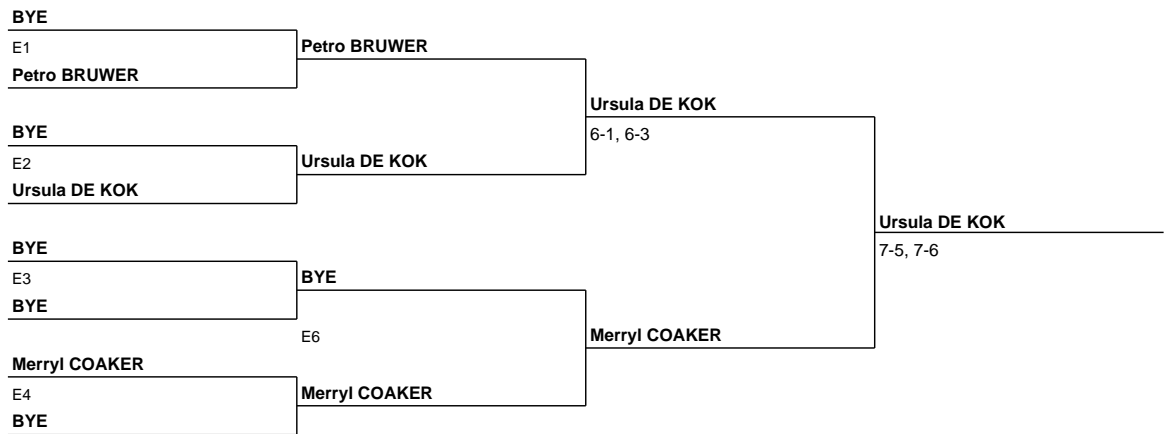 BYE
E1
Petro BRUWER
Petro BRUWER
BYE
E2
Ursula DE KOK
Ursula DE KOK
Ursula DE KOK
6-1, 6-3
BYE
E3
BYE
BYE
E6
Merryl COAKER
E4
BYE
Merryl COAKER
Merryl COAKER
Ursula DE KOK
7-5, 7-6